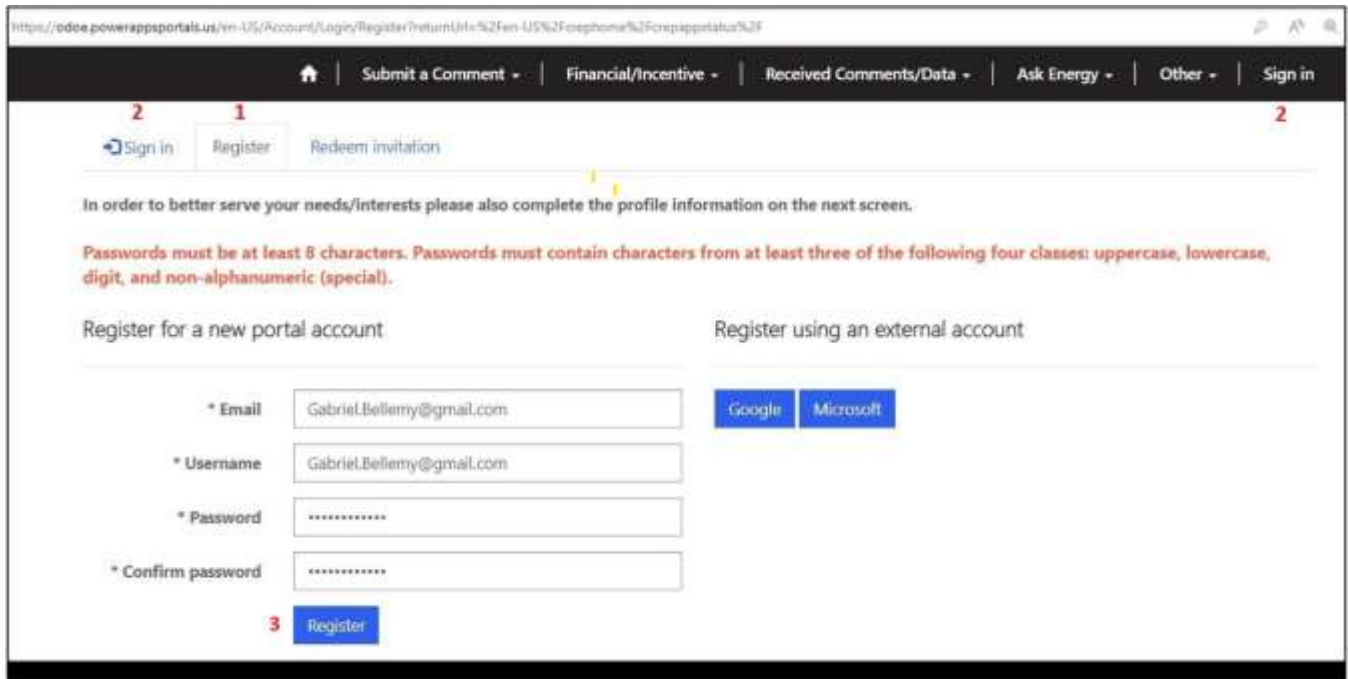 https://odoe.powerappsportals.us/en-US/Account/Login/Register?returnUrl=%2Fen-US%2Fcrephome%2Fcrepappstatus%2F
Submit a Comment | Financial/Incentive | Received Comments/Data | Ask Energy | Other | Sign in
2 1 2
Sign in Register Redeem invitation
In order to better serve your needs/interests please also complete the profile information on the next screen.
Passwords must be at least 8 characters. Passwords must contain characters from at least three of the following four classes: uppercase, lowercase,
digit, and non-alphanumeric (special).
Register for a new portal account Register using an external account
* Email Gabriel.Bellemy@gmail.com Google Microsoft
* Username Gabriel.Bellemy@gmail.com
* Password ••••••••••••
* Confirm password ••••••••••••
3 Register